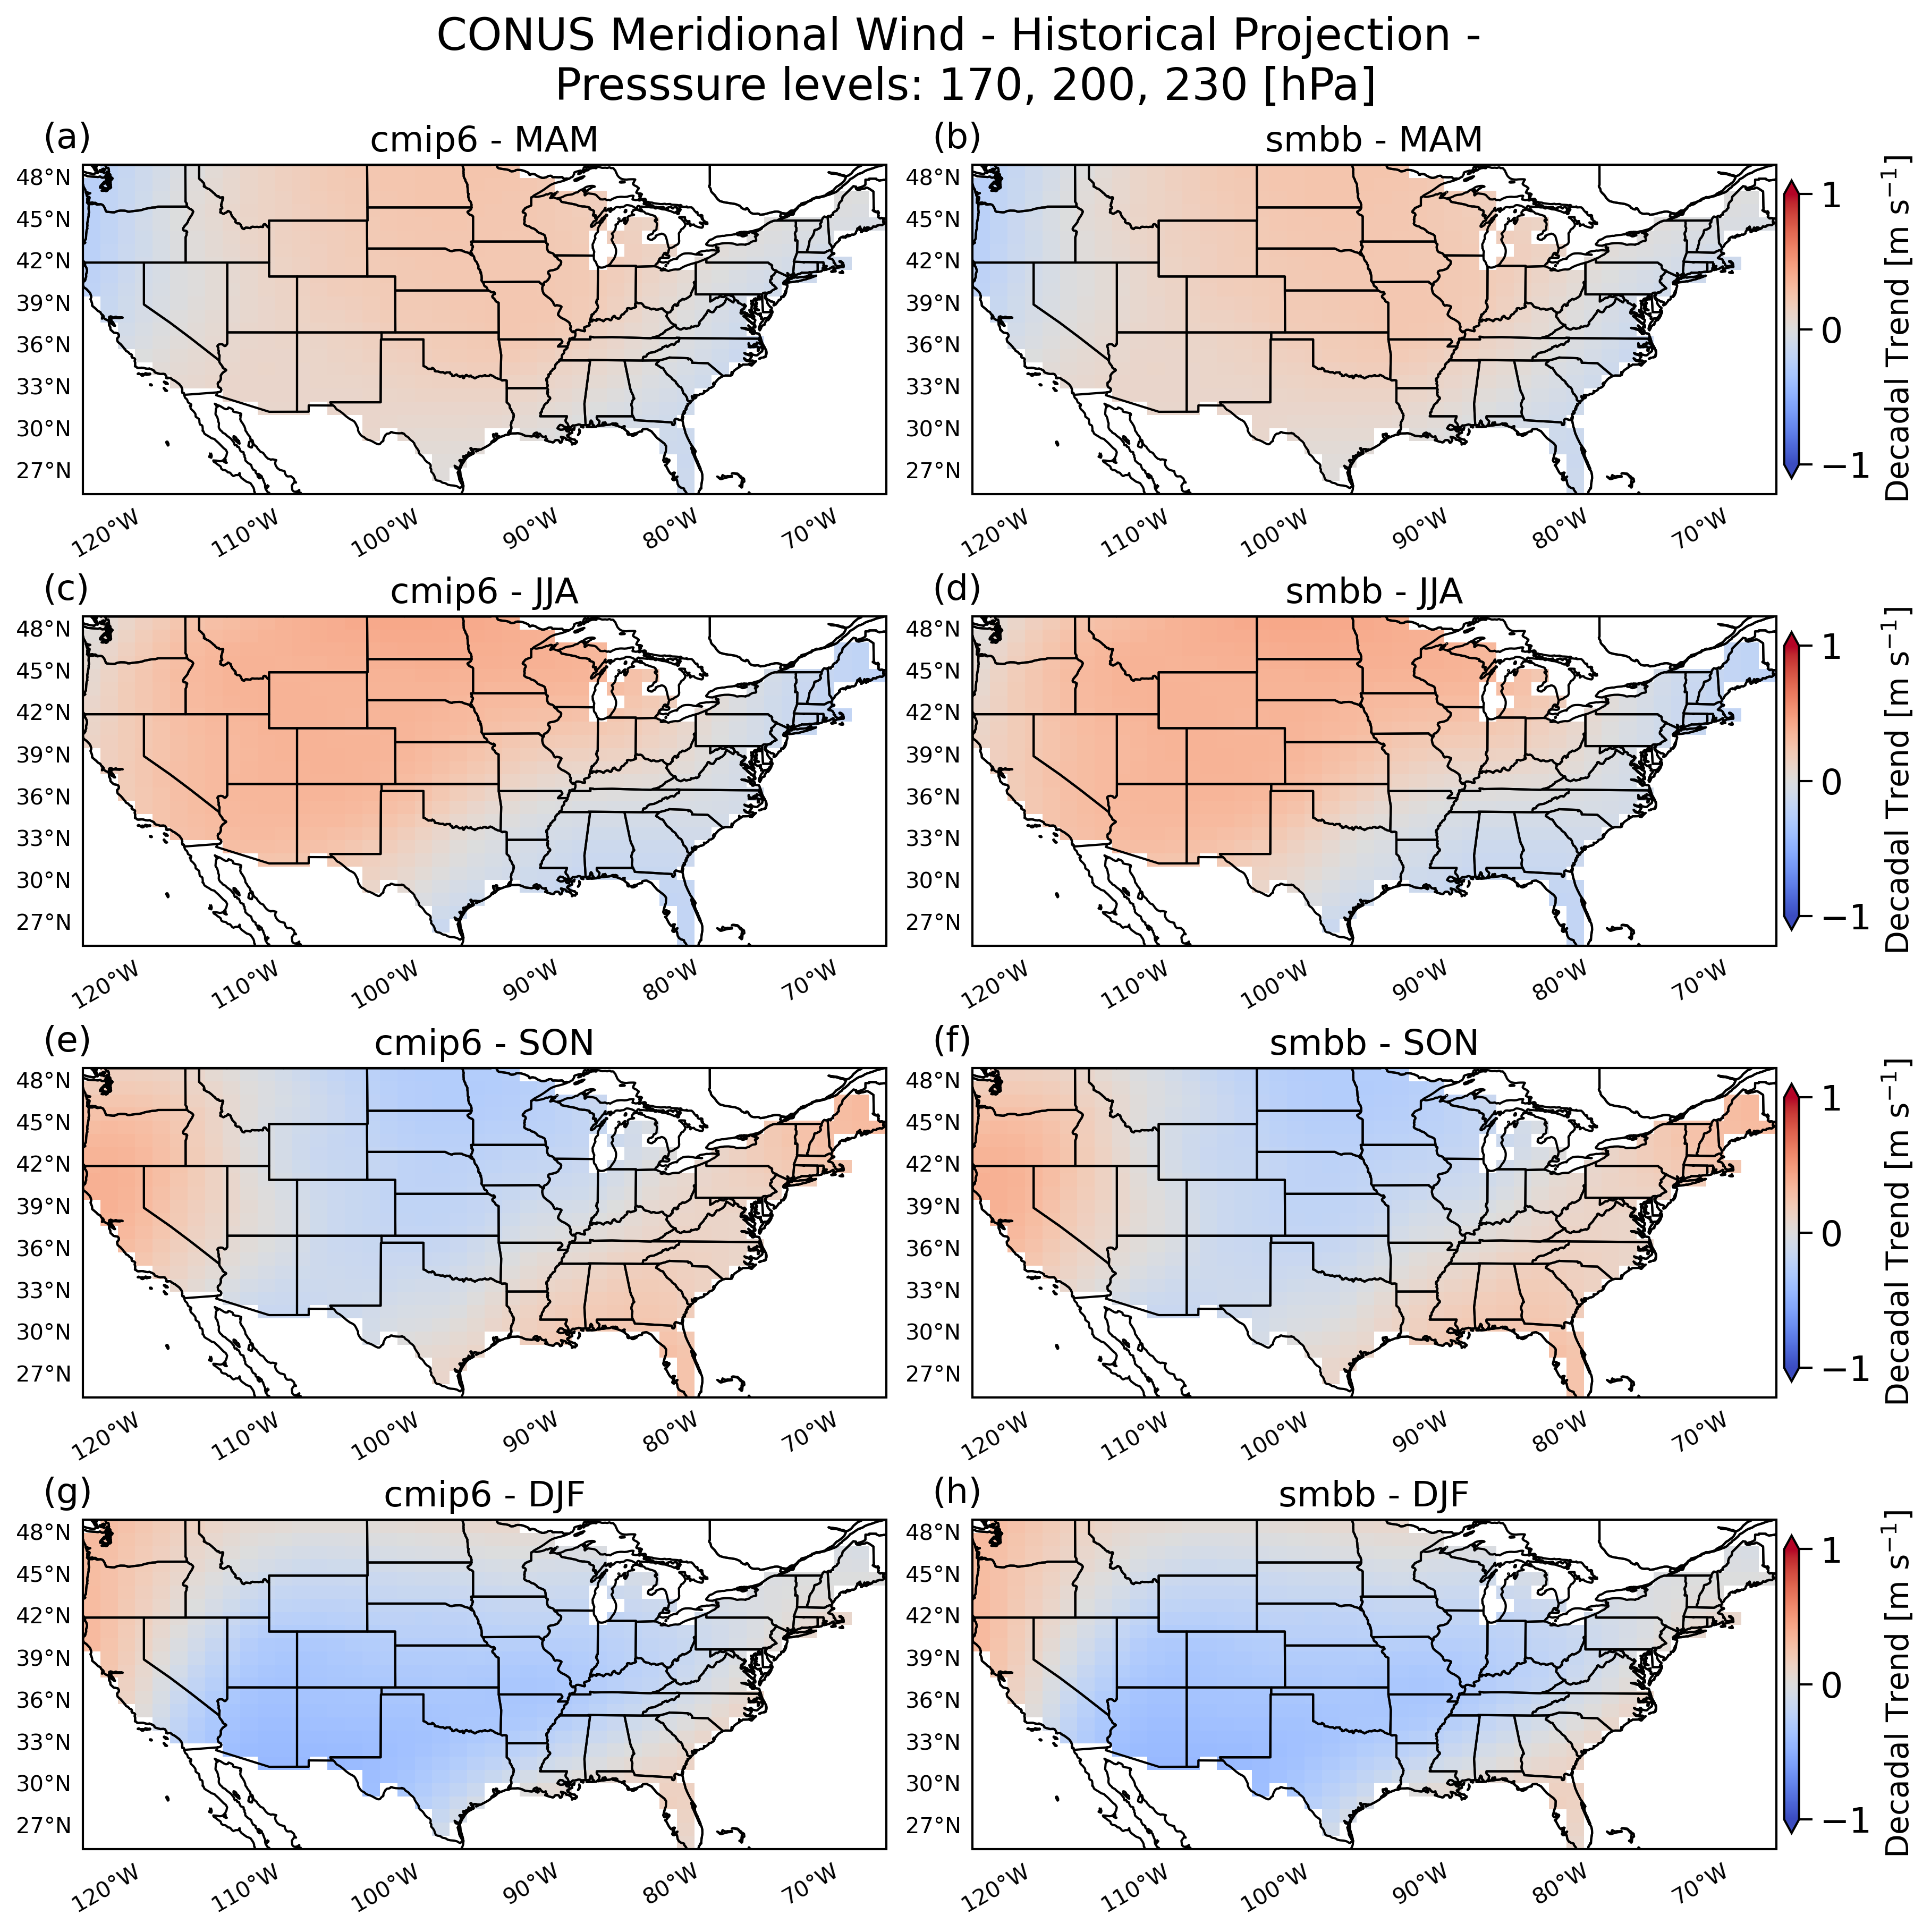 CONUS Meridional Wind - Historical Projection -
Presssure levels: 170, 200, 230 [hPa]
(a) cmip6 - MAM
48°N
45°N
42°N
39°N
36°N
33°N
30°N
27°N
120°W 110°W 100°W 90°W 80°W 70°W
(b) smbb - MAM
48°N
45°N
42°N
39°N
36°N
33°N
30°N
27°N
120°W 110°W 100°W 90°W 80°W 70°W
1
0
−1
Decadal Trend [m s⁻¹]
(c) cmip6 - JJA
48°N
45°N
42°N
39°N
36°N
33°N
30°N
27°N
120°W 110°W 100°W 90°W 80°W 70°W
(d) smbb - JJA
48°N
45°N
42°N
39°N
36°N
33°N
30°N
27°N
120°W 110°W 100°W 90°W 80°W 70°W
1
0
−1
Decadal Trend [m s⁻¹]
(e) cmip6 - SON
48°N
45°N
42°N
39°N
36°N
33°N
30°N
27°N
120°W 110°W 100°W 90°W 80°W 70°W
(f) smbb - SON
48°N
45°N
42°N
39°N
36°N
33°N
30°N
27°N
120°W 110°W 100°W 90°W 80°W 70°W
1
0
−1
Decadal Trend [m s⁻¹]
(g) cmip6 - DJF
48°N
45°N
42°N
39°N
36°N
33°N
30°N
27°N
120°W 110°W 100°W 90°W 80°W 70°W
(h) smbb - DJF
48°N
45°N
42°N
39°N
36°N
33°N
30°N
27°N
120°W 110°W 100°W 90°W 80°W 70°W
1
0
−1
Decadal Trend [m s⁻¹]